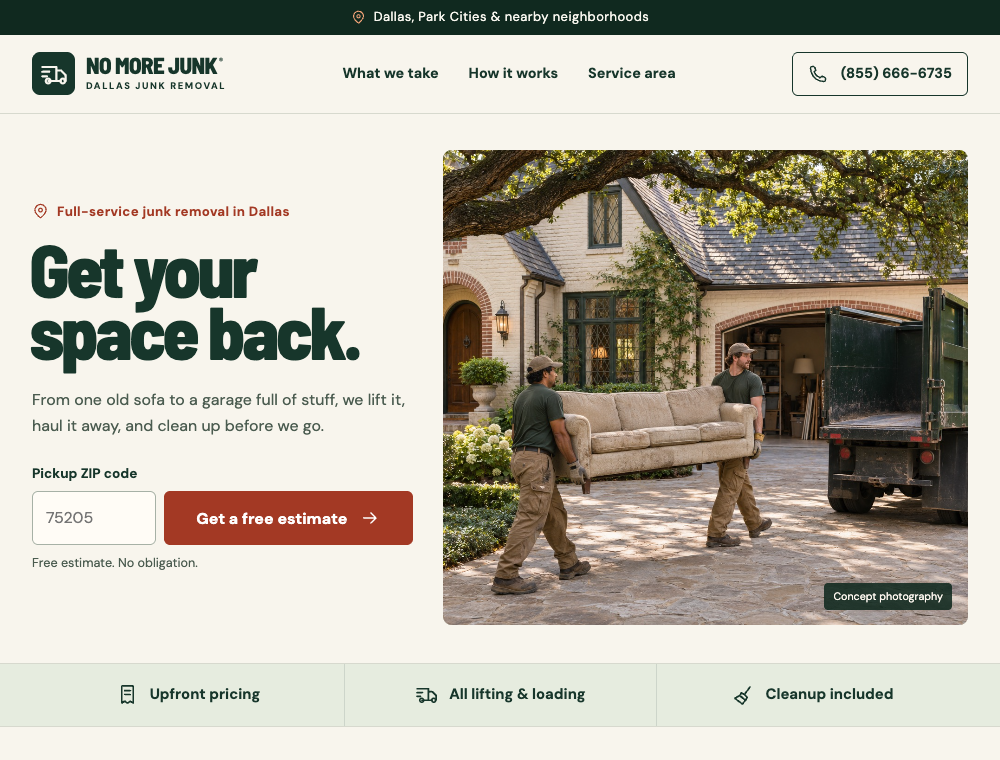 Dallas, Park Cities & nearby neighborhoods
NO MORE JUNK®
DALLAS JUNK REMOVAL
What we take
How it works
Service area
(855) 666-6735
Full-service junk removal in Dallas
Get your
space back.
From one old sofa to a garage full of stuff, we lift it,
haul it away, and clean up before we go.
Pickup ZIP code
75205
Get a free estimate
Free estimate. No obligation.
Concept photography
Upfront pricing
All lifting & loading
Cleanup included